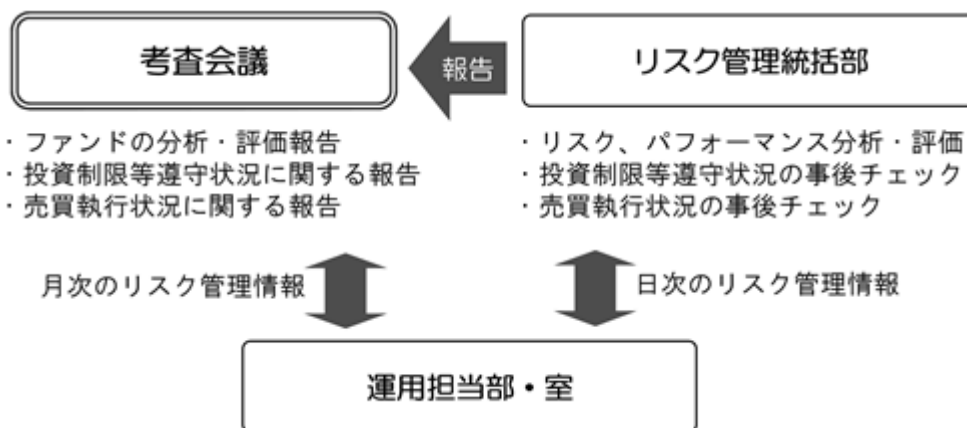 考査会議
報告
リスク管理統括部
・ファンドの分析・評価報告
・投資制限等遵守状況に関する報告
・売買執行状況に関する報告
・リスク、パフォーマンス分析・評価
・投資制限等遵守状況の事後チェック
・売買執行状況の事後チェック
月次のリスク管理情報
日次のリスク管理情報
運用担当部・室